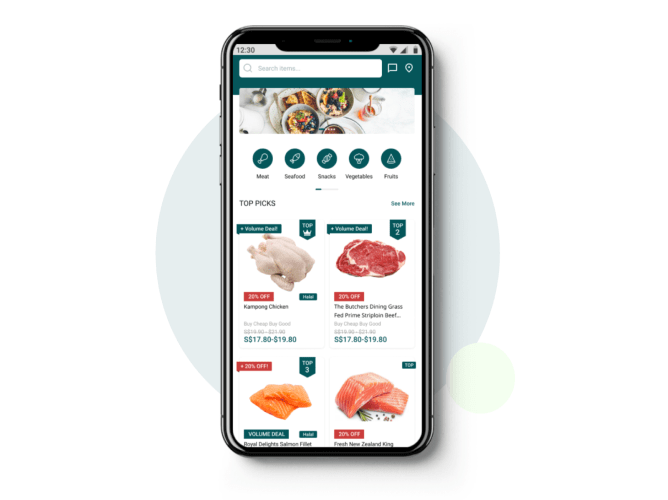 12:30
Search items...
Meat
Seafood
Snacks
Vegetables
Fruits
TOP PICKS
See More
+ Volume Deal!
TOP
+ Volume Deal!
TOP
2
20% OFF
Halal
20% OFF
Kampong Chicken
The Butchers Dining Grass
Fed Prime Striploin Beef...
Buy Cheap Buy Good
Buy Cheap Buy Good
S$19.80 - $21.90
S$19.90 - $21.90
S$17.80-$19.80
S$17.80-$19.80
+ 20% OFF!
TOP
3
TOP
VOLUME DEAL
Halal
20% OFF
Royal Delights Salmon Fillet
Fresh New Zealand King